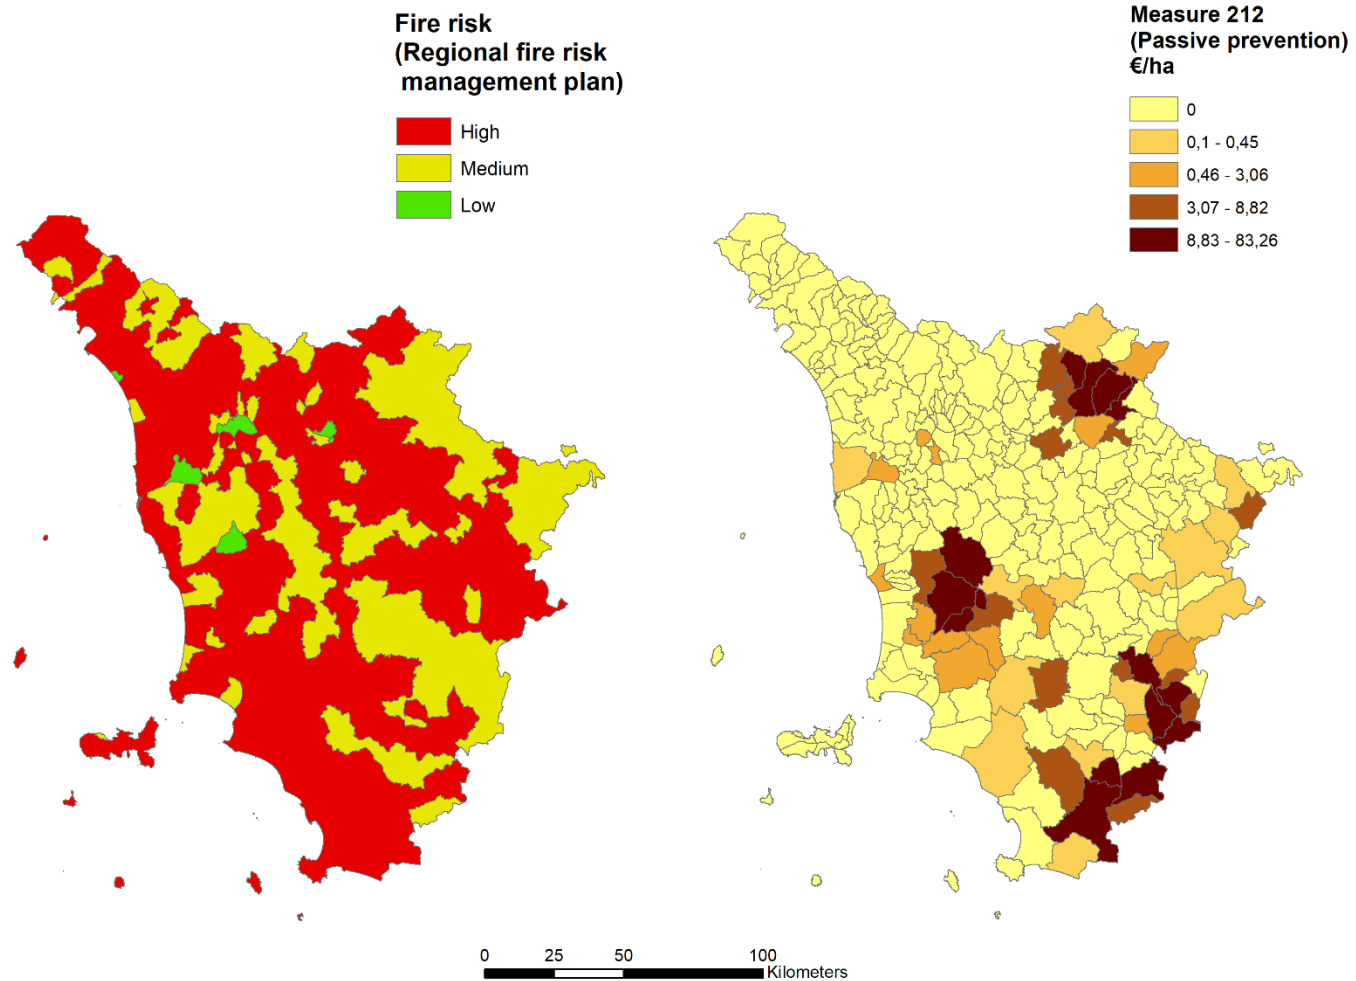 Fire risk
(Regional fire risk
management plan)
High
Medium
Low
Measure 212
(Passive prevention)
€/ha
0
0,1 - 0,45
0,46 - 3,06
3,07 - 8,82
8,83 - 83,26
0 25 50 100
Kilometers